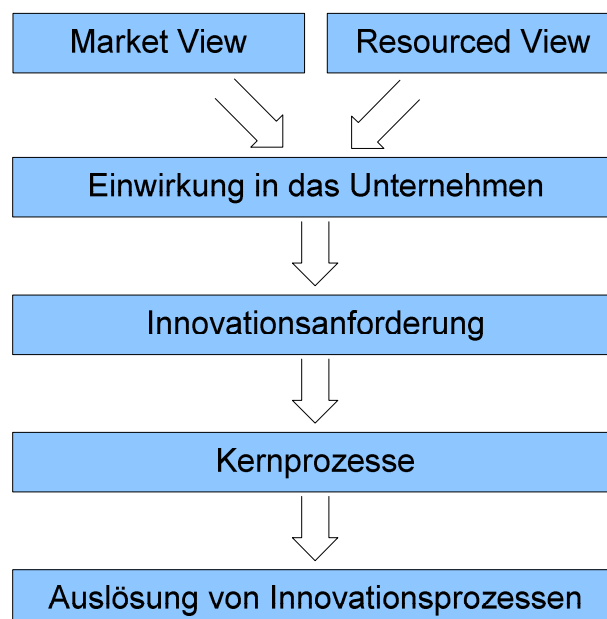 Market View
Resourced View
Einwirkung in das Unternehmen
Innovationsanforderung
Kernprozesse
Auslösung von Innovationsprozessen